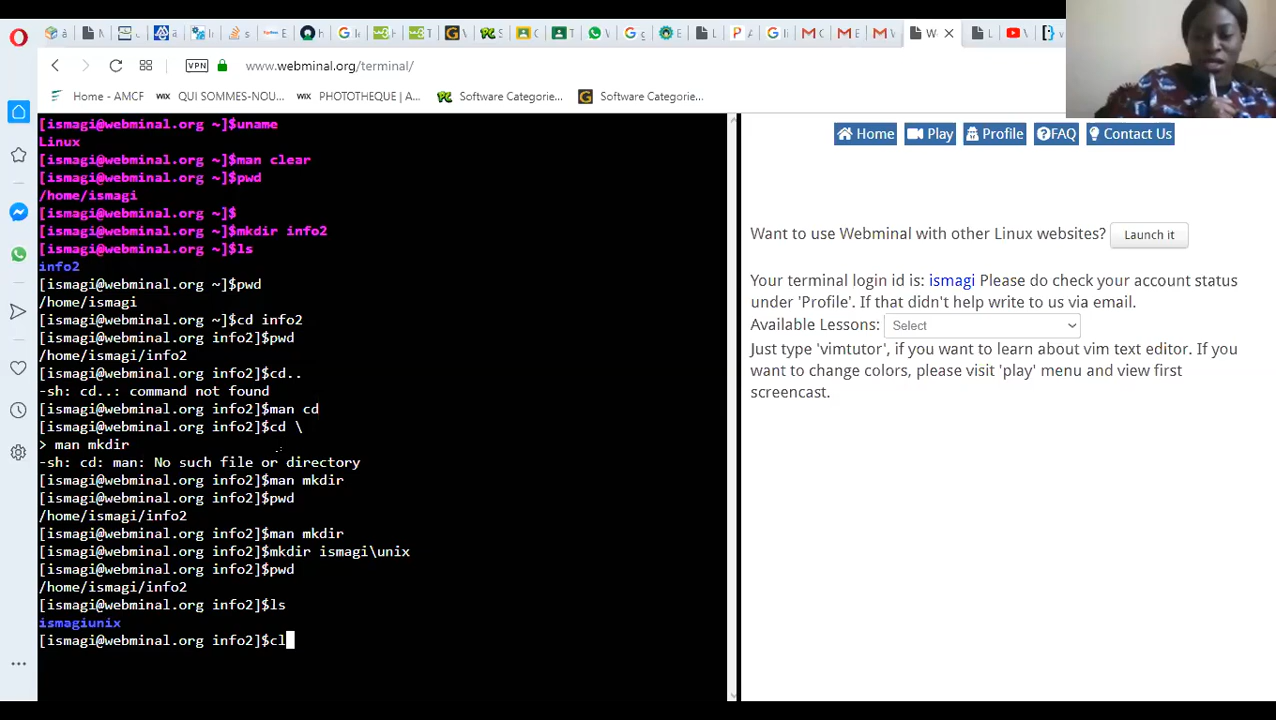 VPN
www.webminal.org/terminal/
Home - AMCF
WIX QUI SOMMES-NOU...
WIX PHOTOTHEQUE | A...
Software Categorie...
Software Categorie...
[ismagi@webminal.org ~]$uname
Linux
[ismagi@webminal.org ~]$man clear
[ismagi@webminal.org ~]$pwd
/home/ismagi
[ismagi@webminal.org ~]$
[ismagi@webminal.org ~]$mkdir info2
[ismagi@webminal.org ~]$ls
info2
[ismagi@webminal.org ~]$pwd
/home/ismagi
[ismagi@webminal.org ~]$cd info2
[ismagi@webminal.org info2]$pwd
/home/ismagi/info2
[ismagi@webminal.org info2]$cd..
-sh: cd..: command not found
[ismagi@webminal.org info2]$man cd
[ismagi@webminal.org info2]$cd \
> man mkdir
-sh: cd: man: No such file or directory
[ismagi@webminal.org info2]$man mkdir
[ismagi@webminal.org info2]$pwd
/home/ismagi/info2
[ismagi@webminal.org info2]$man mkdir
[ismagi@webminal.org info2]$mkdir ismagi\unix
[ismagi@webminal.org info2]$pwd
/home/ismagi/info2
[ismagi@webminal.org info2]$ls
ismagiunix
[ismagi@webminal.org info2]$cl
Home
Play
Profile
FAQ
Contact Us
Want to use Webminal with other Linux websites? Launch it
Your terminal login id is: ismagi Please do check your account status
under 'Profile'. If that didn't help write to us via email.
Available Lessons: Select
Just type 'vimtutor', if you want to learn about vim text editor. If you
want to change colors, please visit 'play' menu and view first
screencast.